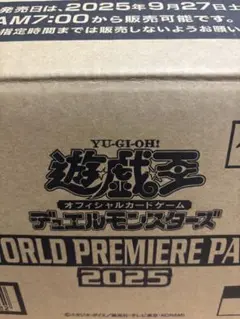 発売日は、2025年9月27日土
AM7:00から販売可能です。
指定時間までは販売しないようお願い
YU-GI-OH!
遊戯王
オフィシャルカードゲーム
デュエルモンスターズ
WORLD PREMIERE PA
2025